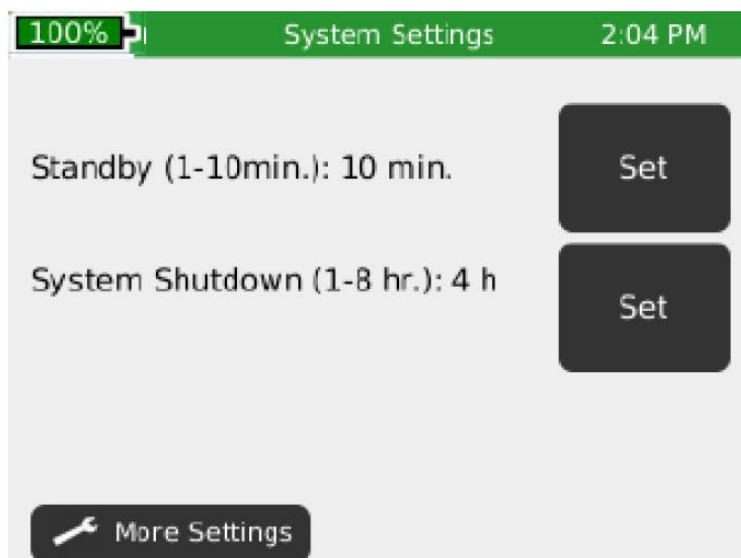 100% System Settings 2:04 PM
Standby (1-10min.): 10 min.
Set
System Shutdown (1-8 hr.): 4 h
Set
More Settings